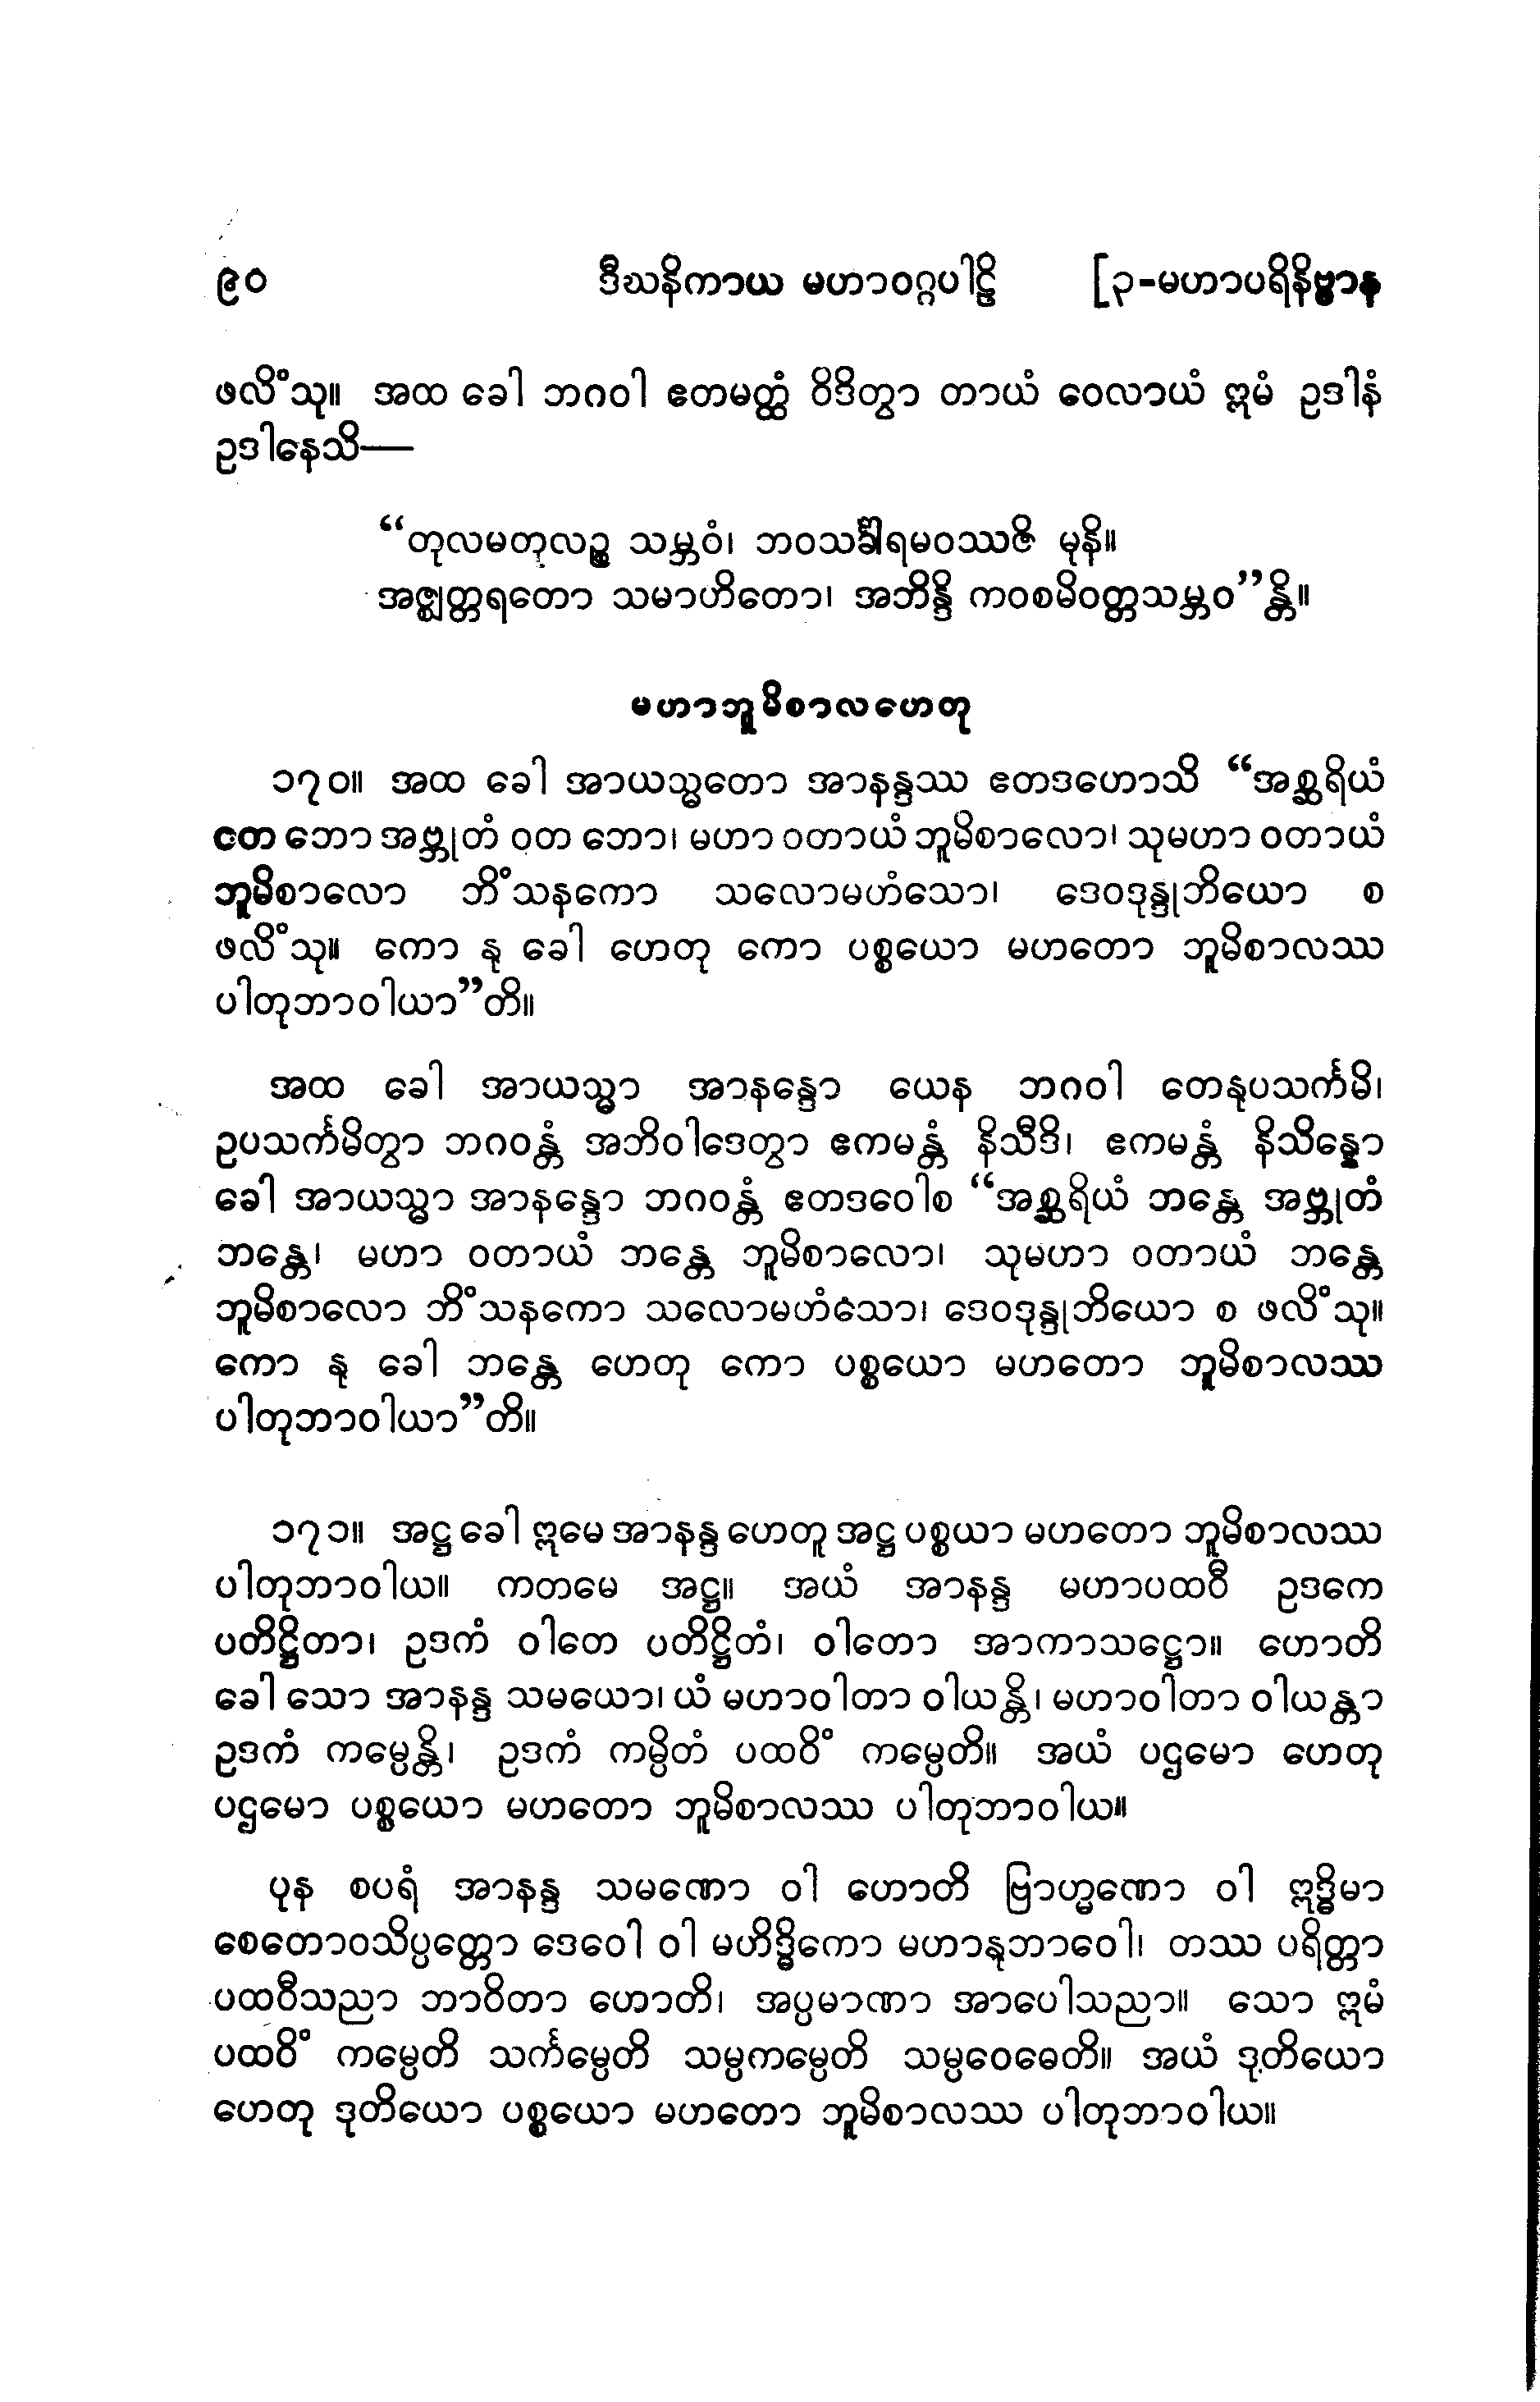 ၉၀ ဒီဃနိကာယ မဟာဝဂ္ဂပါဠိ [၃-မဟာပရိနိဗ္ဗာန
ဖလိံသု။ အထ ခေါ ဘဂဝါ ဧတမတ္ထံ ဝိဒိတွာ တာယံ ဝေလာယံ ဣမံ ဥဒါနံ
ဥဒါနေသိ—
“တုလမတုလဉ္စ သမ္ဘဝံ၊ ဘဝသင်္ခါရမဝဿဇိ မုနိ။
အဇ္ဈတ္တရတော သမာဟိတော၊ အဘိန္ဒိ ကဝစမိဝတ္တသမ္ဘဝ”န္တိ။
မဟာဘူမိစာလဟေတု
၁၇၀။ အထ ခေါ အာယသ္မတော အာနန္ဒဿ ဧတဒဟောသိ “အစ္ဆရိယံ
ဝတ ဘော အဗ္ဘုတံ ဝတ ဘော၊ မဟာ ဝတာယံ ဘူမိစာလော၊ သုမဟာ ဝတာယံ
ဘူမိစာလော ဘိံသနကော သလောမဟံသော၊ ဒေဝဒုန္ဒုဘိယော စ
ဖလိံသု။ ကော နု ခေါ ဟေတု ကော ပစ္စယော မဟတော ဘူမိစာလဿ
ပါတုဘာဝါယာ”တိ။
အထ ခေါ အာယသ္မာ အာနန္ဒော ယေန ဘဂဝါ တေနုပသင်္ကမိ၊
ဥပသင်္ကမိတွာ ဘဂဝန္တံ အဘိဝါဒေတွာ ဧကမန္တံ နိသီဒိ၊ ဧကမန္တံ နိသိန္နော
ခေါ အာယသ္မာ အာနန္ဒော ဘဂဝန္တံ ဧတဒဝေါစ “အစ္ဆရိယံ ဘန္တေ အဗ္ဘုတံ
ဘန္တေ၊ မဟာ ဝတာယံ ဘန္တေ ဘူမိစာလော၊ သုမဟာ ဝတာယံ ဘန္တေ
ဘူမိစာလော ဘိံသနကော သလောမဟံသော၊ ဒေဝဒုန္ဒုဘိယော စ ဖလိံသု။
ကော နု ခေါ ဘန္တေ ဟေတု ကော ပစ္စယော မဟတော ဘူမိစာလဿ
ပါတုဘာဝါယာ”တိ။
၁၇၁။ အဋ္ဌ ခေါ ဣမေ အာနန္ဒ ဟေတူ အဋ္ဌ ပစ္စယာ မဟတော ဘူမိစာလဿ
ပါတုဘာဝါယ။ ကတမေ အဋ္ဌ။ အယံ အာနန္ဒ မဟာပထဝီ ဥဒကေ
ပတိဋ္ဌိတာ၊ ဥဒကံ ဝါတေ ပတိဋ္ဌိတံ၊ ဝါတော အာကာသဋ္ဌော။ ဟောတိ
ခေါ သော အာနန္ဒ သမယော၊ ယံ မဟာဝါတာ ဝါယန္တိ၊ မဟာဝါတာ ဝါယန္တာ
ဥဒကံ ကမ္ပေန္တိ၊ ဥဒကံ ကမ္ပိတံ ပထဝိံ ကမ္ပေတိ။ အယံ ပဌမော ဟေတု
ပဌမော ပစ္စယော မဟတော ဘူမိစာလဿ ပါတုဘာဝါယ။
ပုန စပရံ အာနန္ဒ သမဏော ဝါ ဟောတိ ဗြာဟ္မဏော ဝါ ဣဒ္ဓိမာ
စေတောဝသိပ္ပတ္တော ဒေဝေါ ဝါ မဟိဒ္ဓိကော မဟာနုဘာဝေါ၊ တဿ ပရိတ္တာ
ပထဝီသညာ ဘာဝိတာ ဟောတိ၊ အပ္ပမာဏာ အာပေါသညာ။ သော ဣမံ
ပထဝိံ ကမ္ပေတိ သင်္ကမ္ပေတိ သမ္ပကမ္ပေတိ သမ္ပဝေဓေတိ။ အယံ ဒုတိယော
ဟေတု ဒုတိယော ပစ္စယော မဟတော ဘူမိစာလဿ ပါတုဘာဝါယ။